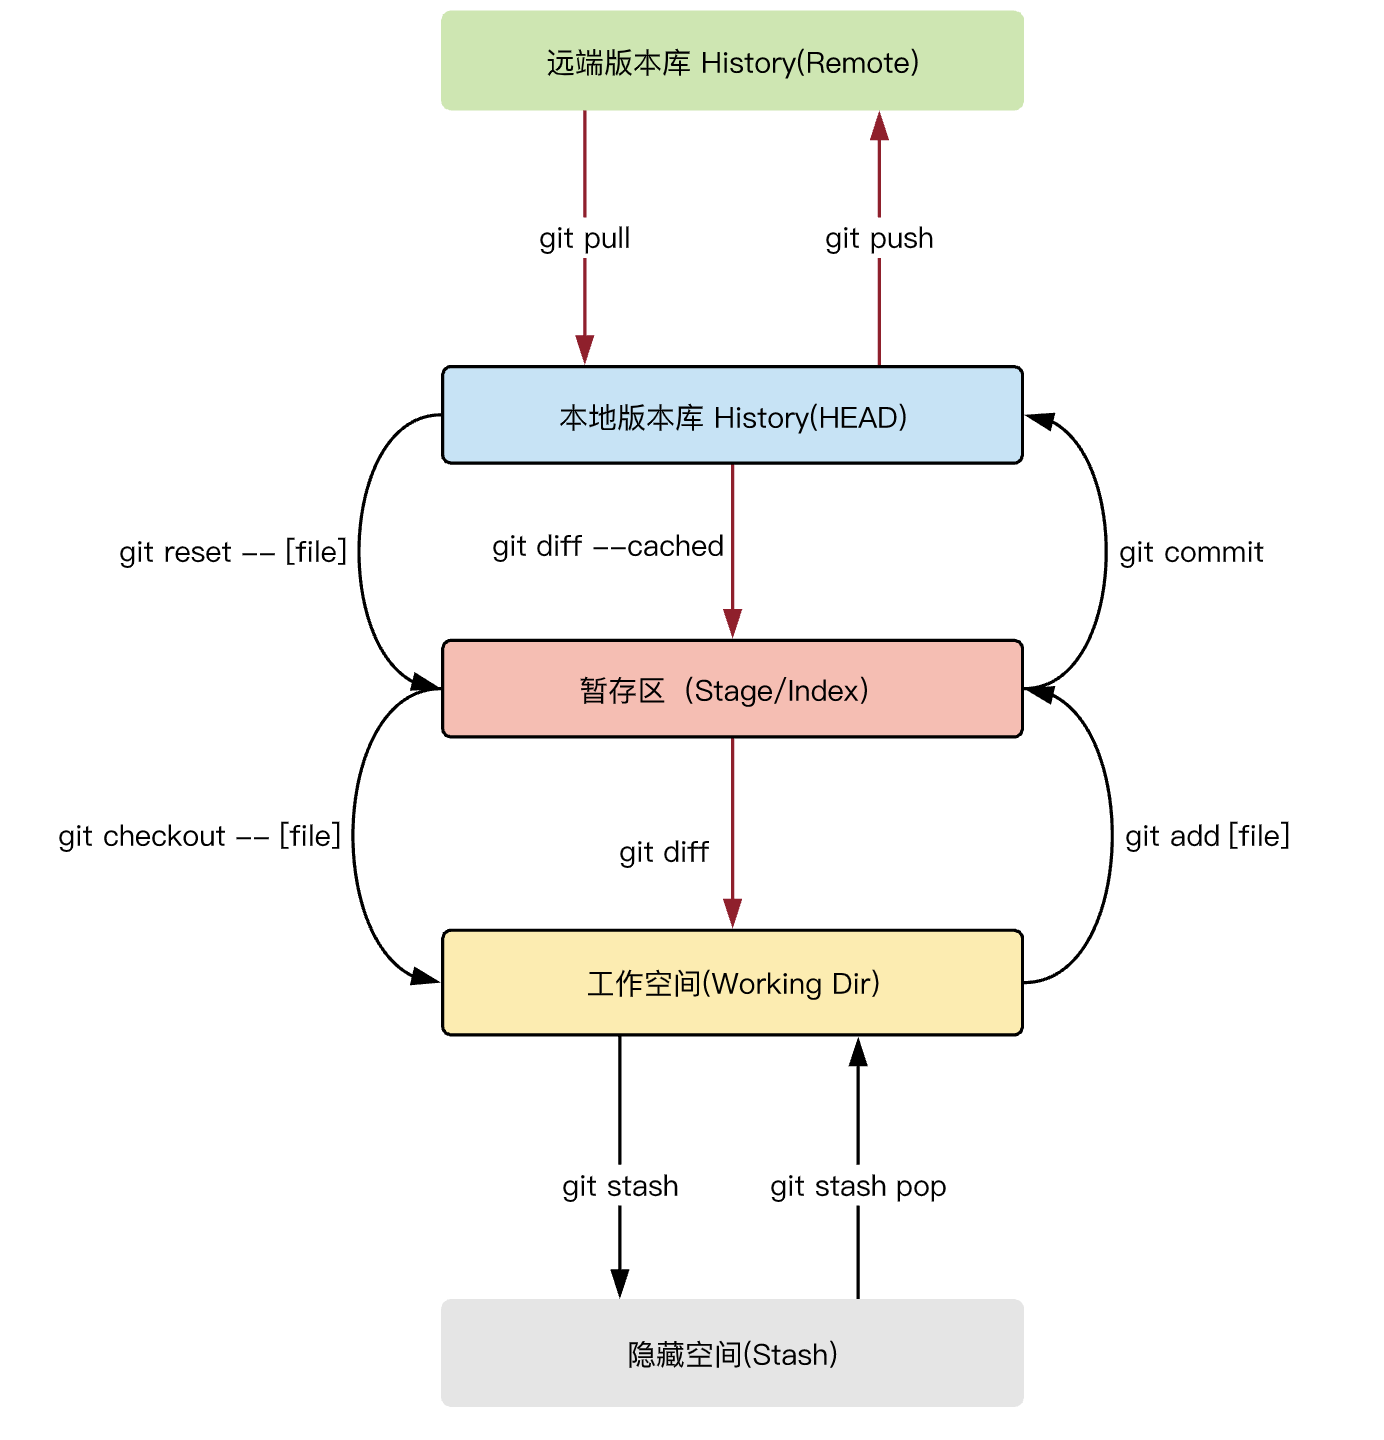 远端版本库 History(Remote)
git pull
git push
本地版本库 History(HEAD)
git reset -- [file]
git diff --cached
git commit
暂存区（Stage/Index）
git checkout -- [file]
git diff
git add [file]
工作空间(Working Dir)
git stash
git stash pop
隐藏空间(Stash)